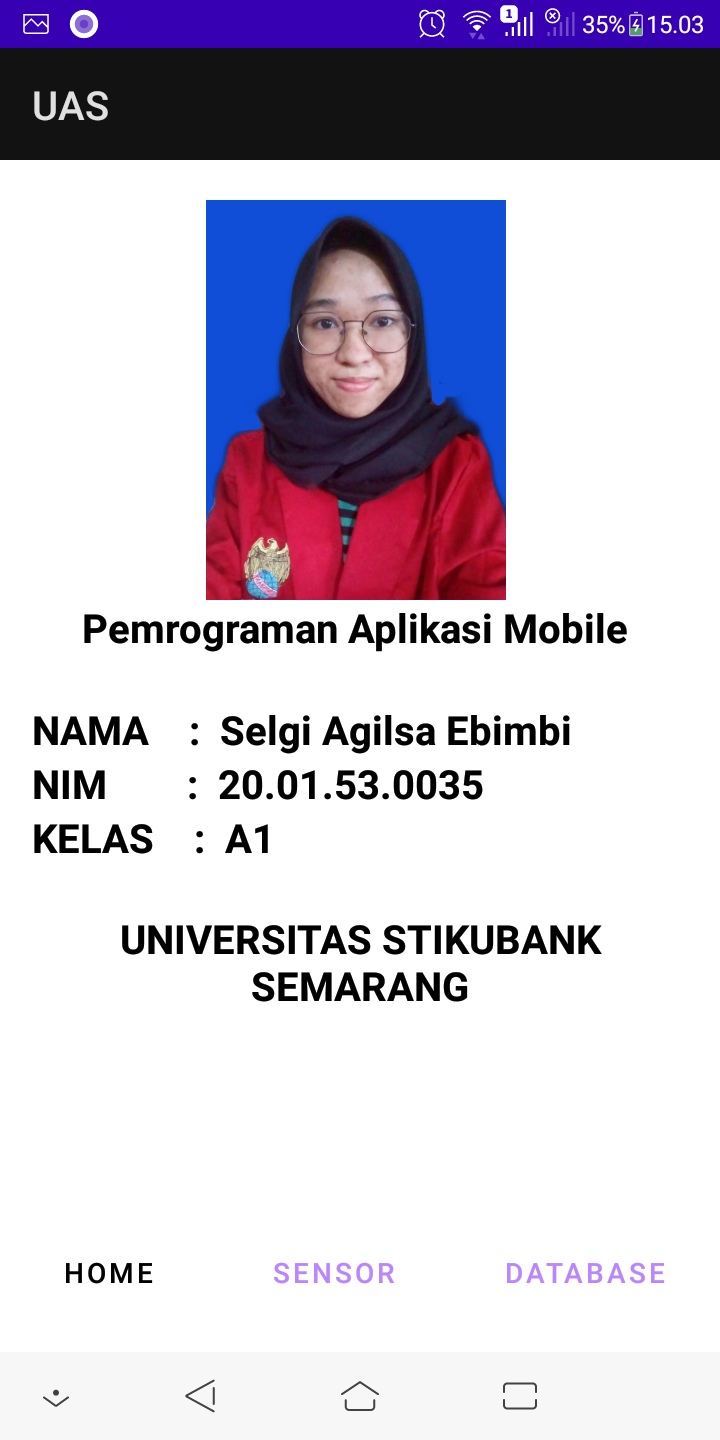 1 35% 15.03
UAS
Pemrograman Aplikasi Mobile
NAMA : Selgi Agilsa Ebimbi
NIM : 20.01.53.0035
KELAS : A1
UNIVERSITAS STIKUBANK
SEMARANG
HOME SENSOR DATABASE